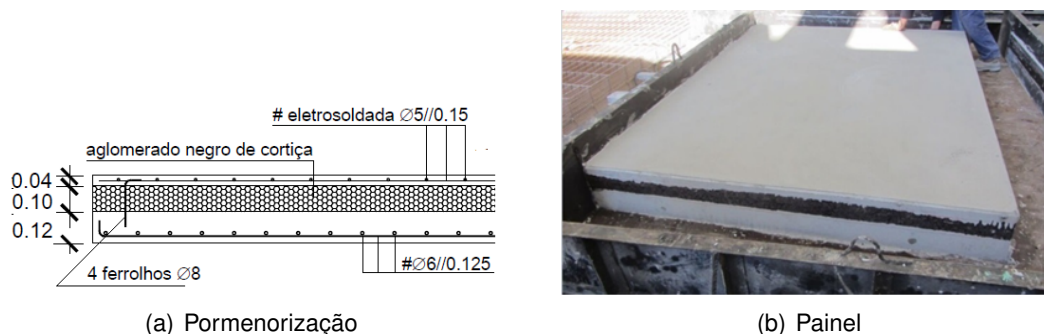 # eletrosoldada ∅5//0.15
aglomerado negro de cortiça
0.04
0.10
0.12
4 ferrolhos ∅8
#∅6//0.125
(a) Pormenorização
(b) Painel